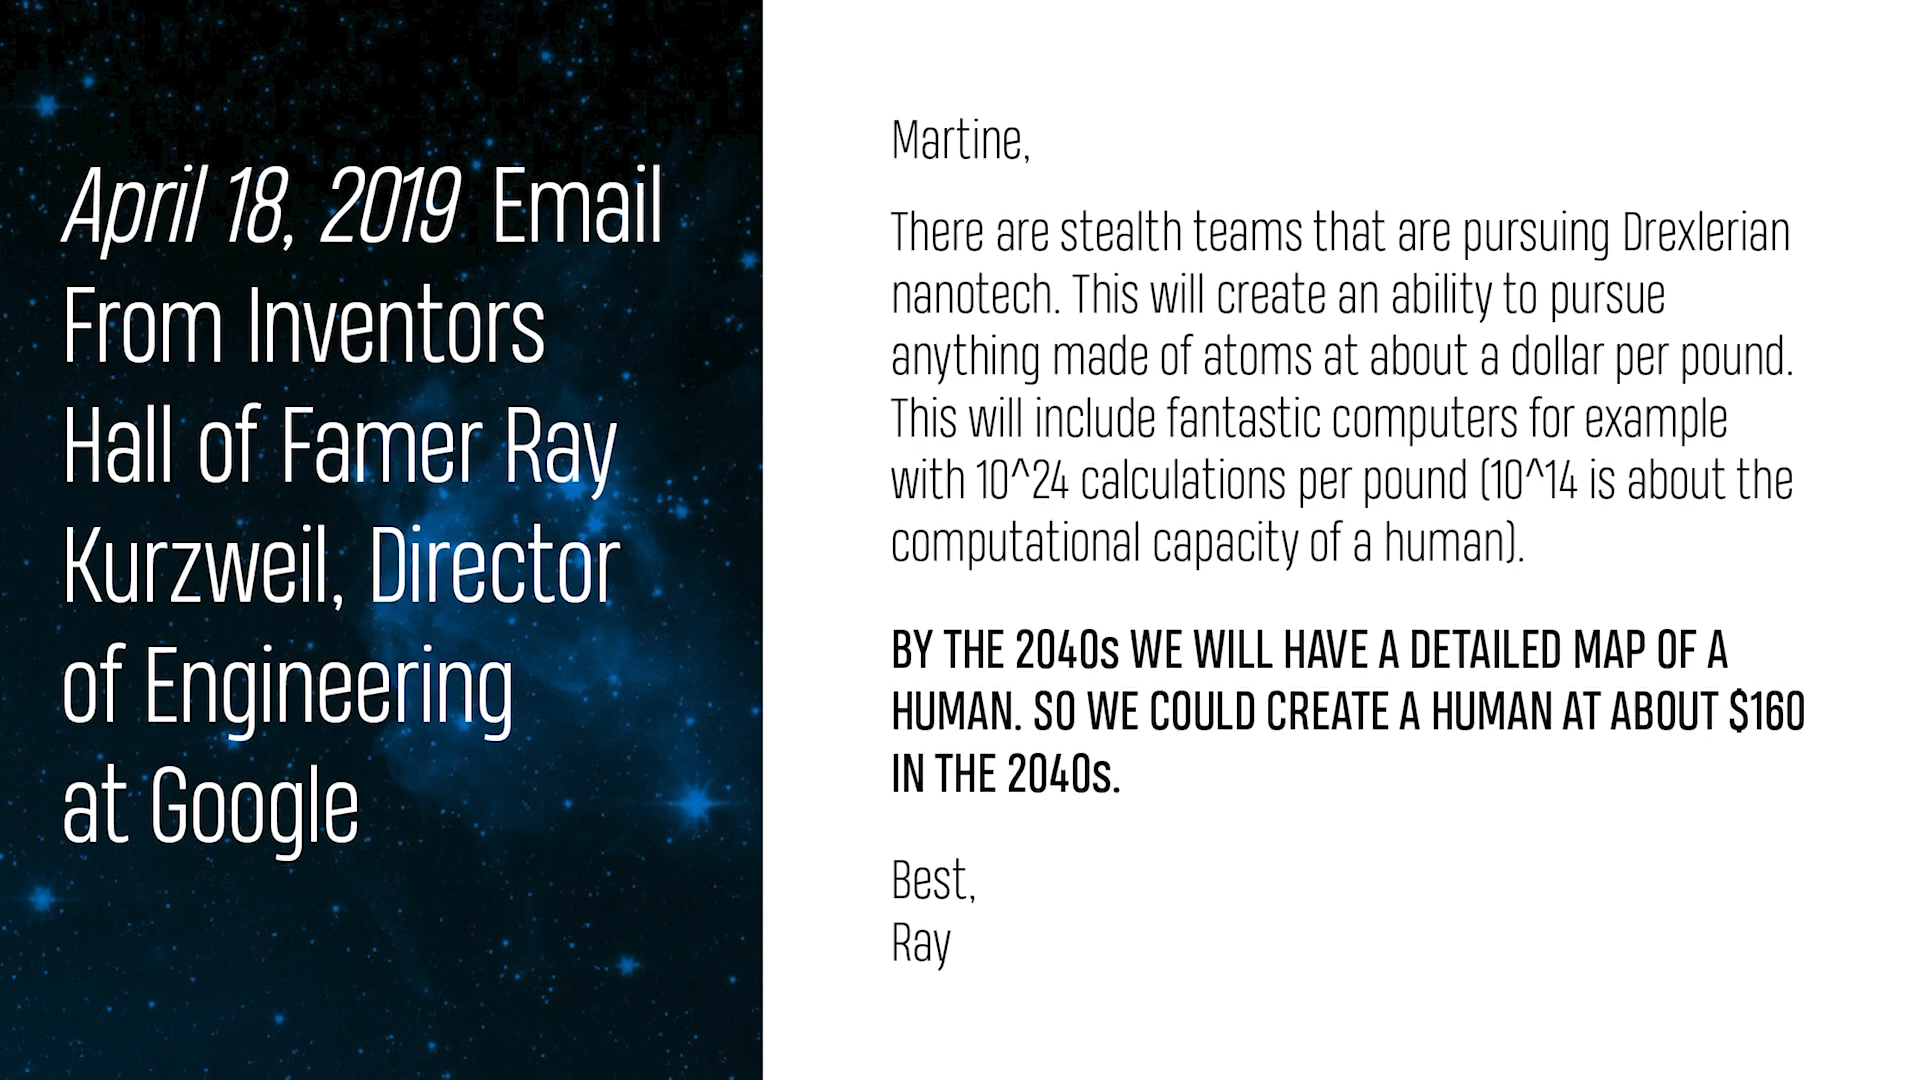 April 18, 2019 Email
From Inventors
Hall of Famer Ray
Kurzweil, Director
of Engineering
at Google
Martine,
There are stealth teams that are pursuing Drexlerian
nanotech. This will create an ability to pursue
anything made of atoms at about a dollar per pound.
This will include fantastic computers for example
with 10^24 calculations per pound (10^14 is about the
computational capacity of a human).
BY THE 2040s WE WILL HAVE A DETAILED MAP OF A
HUMAN. SO WE COULD CREATE A HUMAN AT ABOUT $160
IN THE 2040s.
Best,
Ray